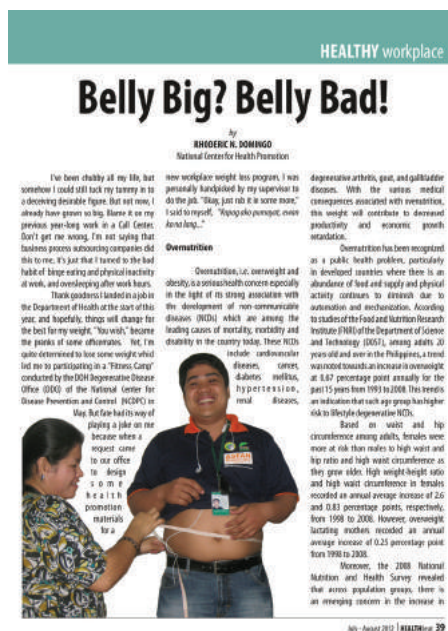 HEALTHY workplace
Belly Big? Belly Bad!
by
RHODERIC N. DOMINGO
National Center for Health Promotion
I've been chubby all my life, but
somehow I could still tuck my tummy in to
a deceiving desirable figure. But not now, I
already have grown so big. Blame it on my
previous year-long work in a Call Center.
Don't get me wrong, I'm not saying that
business process outsourcing companies did
this to me, it's just that I turned to the bad
habit of binge eating and physical inactivity
at work, and oversleeping after work hours.
Thank goodness I landed in a job in
the Department of Health at the start of this
year, and hopefully, things will change for
the best for my weight, "You wish," became
the pranks of some officemates. Yet, I'm
quite determined to lose some weight which
led me to participating in a "Fitness Camp"
conducted by the DOH Degenerative Disease
Office (DDO) of the National Center for
Disease Prevention and Control (NCDPC) in
May. But fate had its way of
playing a joke on me
because when a
request came
to our office
to design
some
health
promotion
materials
for a
new workplace weight loss program, I was
personally handpicked by my supervisor to
do the job. "Okay, just rub it in some more,"
I said to myself, "Kapag ako pumayat, ewan
ko na lang..."
Overnutrition
Overnutrition, i.e. overweight and
obesity, is a serious health concern especially
in the light of its strong association with
the development of non-communicable
diseases (NCDs) which are among the
leading causes of mortality, morbidity and
disability in the country today. These NCDs
include cardiovascular
diseases, cancer,
diabetes mellitus,
hypertension,
renal diseases,
degenerative arthritis, gout, and gallbladder
diseases. With the various medical
consequences associated with overnutrition,
this weight will contribute to decreased
productivity and economic growth
retardation.
Overnutrition has been recognized
as a public health problem, particularly
in developed countries where there is an
abundance of food and supply and physical
activity continues to diminish due to
automation and mechanization. According
to studies of the Food and Nutrition Research
Institute (FNRI) of the Department of Science
and Technology (DOST), among adults 20
years old and over in the Philippines, a trend
was noted towards an increase in overweight
at 0.67 percentage point annually for the
past 15 years from 1993 to 2008. This trend is
an indication that such age group has higher
risk to lifestyle degenerative NCDs.
Based on waist and hip
circumference among adults, females were
more at risk than males to high waist and
hip ratio and high waist circumference as
they grow older. High weight-height ratio
and high waist circumference in females
recorded an annual average increase of 2.6
and 0.83 percentage points, respectively,
from 1998 to 2008. However, overweight
lactating mothers recorded an annual
average increase of 0.25 percentage point
from 1998 to 2008.
Moreover, the 2008 National
Nutrition and Health Survey revealed
that across population groups, there is
an emerging concern in the increase in
July - August 2012 | HEALTHbeat 39